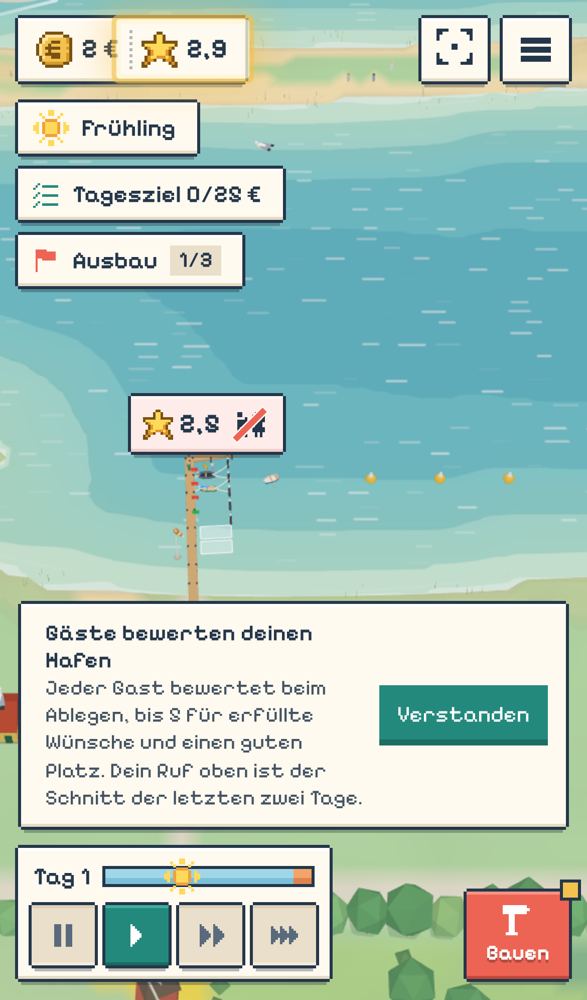 2 €
2,9
Frühling
Tagesziel 0/25 €
Ausbau 1/3
2,5
Gäste bewerten deinen
Hafen
Jeder Gast bewertet beim
Ablegen, bis 5 für erfüllte
Wünsche und einen guten
Platz. Dein Ruf oben ist der
Schnitt der letzten zwei Tage.
Verstanden
Tag 1
Bauen